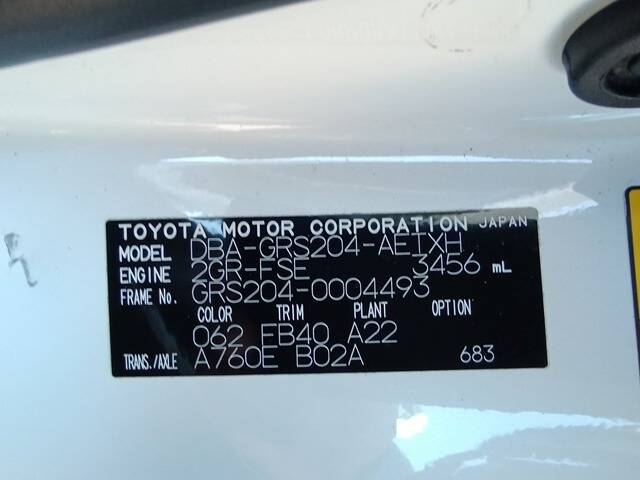 TOYOTA MOTOR CORPORATION JAPAN
MODEL DBA-GRS204-AETXH
ENGINE 2GR-FSE 3456 mL
FRAME No. GRS204-0004493
COLOR TRIM PLANT OPTION
062 FB40 A22
TRANS./AXLE A760E B02A 683